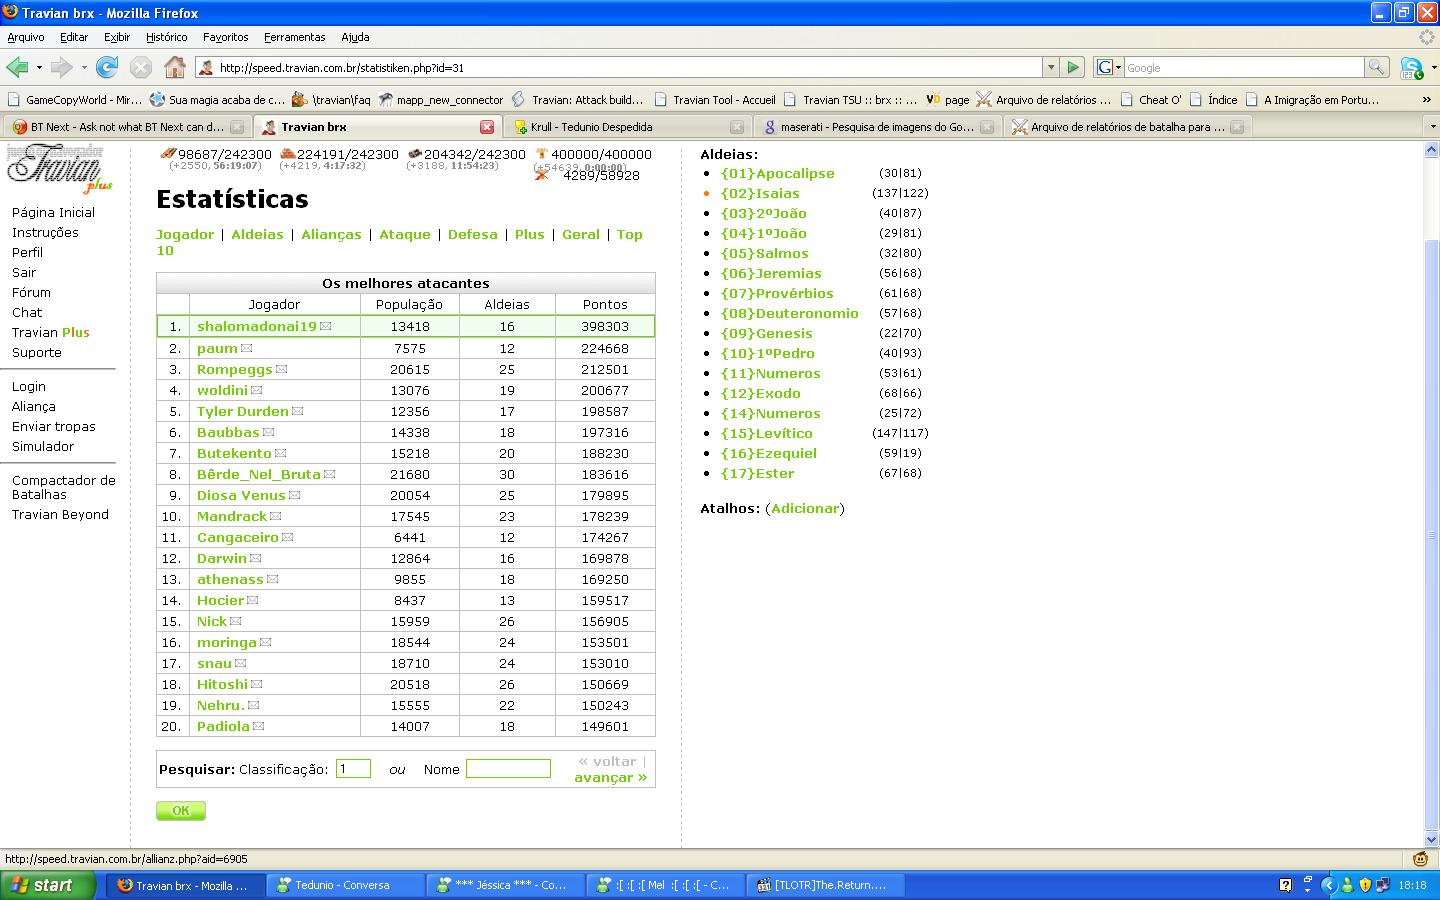 Travian brx - Mozilla Firefox
Arquivo Editar Exibir Histórico Favoritos Ferramentas Ajuda
http://speed.travian.com.br/statistiken.php?id=31
Google
GameCopyWorld - Mir... Sua magia acaba de c... \travian\faq mapp_new_connector Travian: Attack build... Travian Tool - Accueil Travian TSU :: brx :: ... page Arquivo de relatórios ... Cheat O' Índice A Imigração em Portu... »
BT Next - Ask not what BT Next can d... Travian brx Krull - Tedunio Despedida maserati - Pesquisa de imagens do Go... Arquivo de relatórios de batalha para ...
Travian plus
98687/242300 224191/242300 204342/242300 400000/400000
(+2550, 56:19:07) (+4219, 4:17:32) (+3188, 11:54:23) (+54639, 0:00:00)
4289/58928
Página Inicial
Instruções
Perfil
Sair
Fórum
Chat
Travian Plus
Suporte
Login
Aliança
Enviar tropas
Simulador
Compactador de
Batalhas
Travian Beyond
Estatísticas
Jogador | Aldeias | Alianças | Ataque | Defesa | Plus | Geral | Top
10
Os melhores atacantes
Jogador População Aldeias Pontos
1. shalomadonai19 13418 16 398303
2. paum 7575 12 224668
3. Rompeggs 20615 25 212501
4. woldini 13076 19 200677
5. Tyler Durden 12356 17 198587
6. Baubbas 14338 18 197316
7. Butekento 15218 20 188230
8. Bêrde_Nel_Bruta 21680 30 183616
9. Diosa Venus 20054 25 179895
10. Mandrack 17545 23 178239
11. Cangaceiro 6441 12 174267
12. Darwin 12864 16 169878
13. athenass 9855 18 169250
14. Hocier 8437 13 159517
15. Nick 15959 26 156905
16. moringa 18544 24 153501
17. snau 18710 24 153010
18. Hitoshi 20518 26 150669
19. Nehru. 15555 22 150243
20. Padiola 14007 18 149601
Pesquisar: Classificação: 1 ou Nome « voltar |
avançar »
OK
Aldeias:
{01}Apocalipse (30|81)
{02}Isaias (137|122)
{03}2ºJoão (40|87)
{04}1ºJoão (29|81)
{05}Salmos (32|80)
{06}Jeremias (56|68)
{07}Provérbios (61|68)
{08}Deuteronomio (57|68)
{09}Genesis (22|70)
{10}1ºPedro (40|93)
{11}Numeros (53|61)
{12}Exodo (68|66)
{14}Numeros (25|72)
{15}Levítico (147|117)
{16}Ezequiel (59|19)
{17}Ester (67|68)
Atalhos: (Adicionar)
http://speed.travian.com.br/allianz.php?aid=6905
start Travian brx - Mozilla ... Tedunio - Conversa *** Jéssica *** - Co... :[ :[ :[ Mel :[ :[ :[ - C... [TLOTR]The.Return.... 18:18